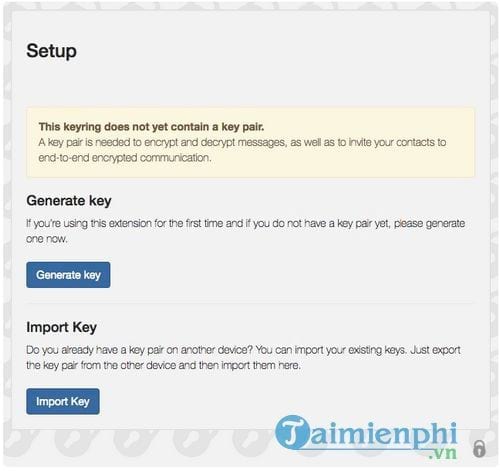 Setup
This keyring does not yet contain a key pair.
A key pair is needed to encrypt and decrypt messages, as well as to invite your contacts to
end-to-end encrypted communication.
Generate key
If you're using this extension for the first time and if you do not have a key pair yet, please generate
one now.
Generate key
Import Key
Do you already have a key pair on another device? You can import your existing keys. Just export
the key pair from the other device and then import them here.
Import Key
Taimienphi
.vn